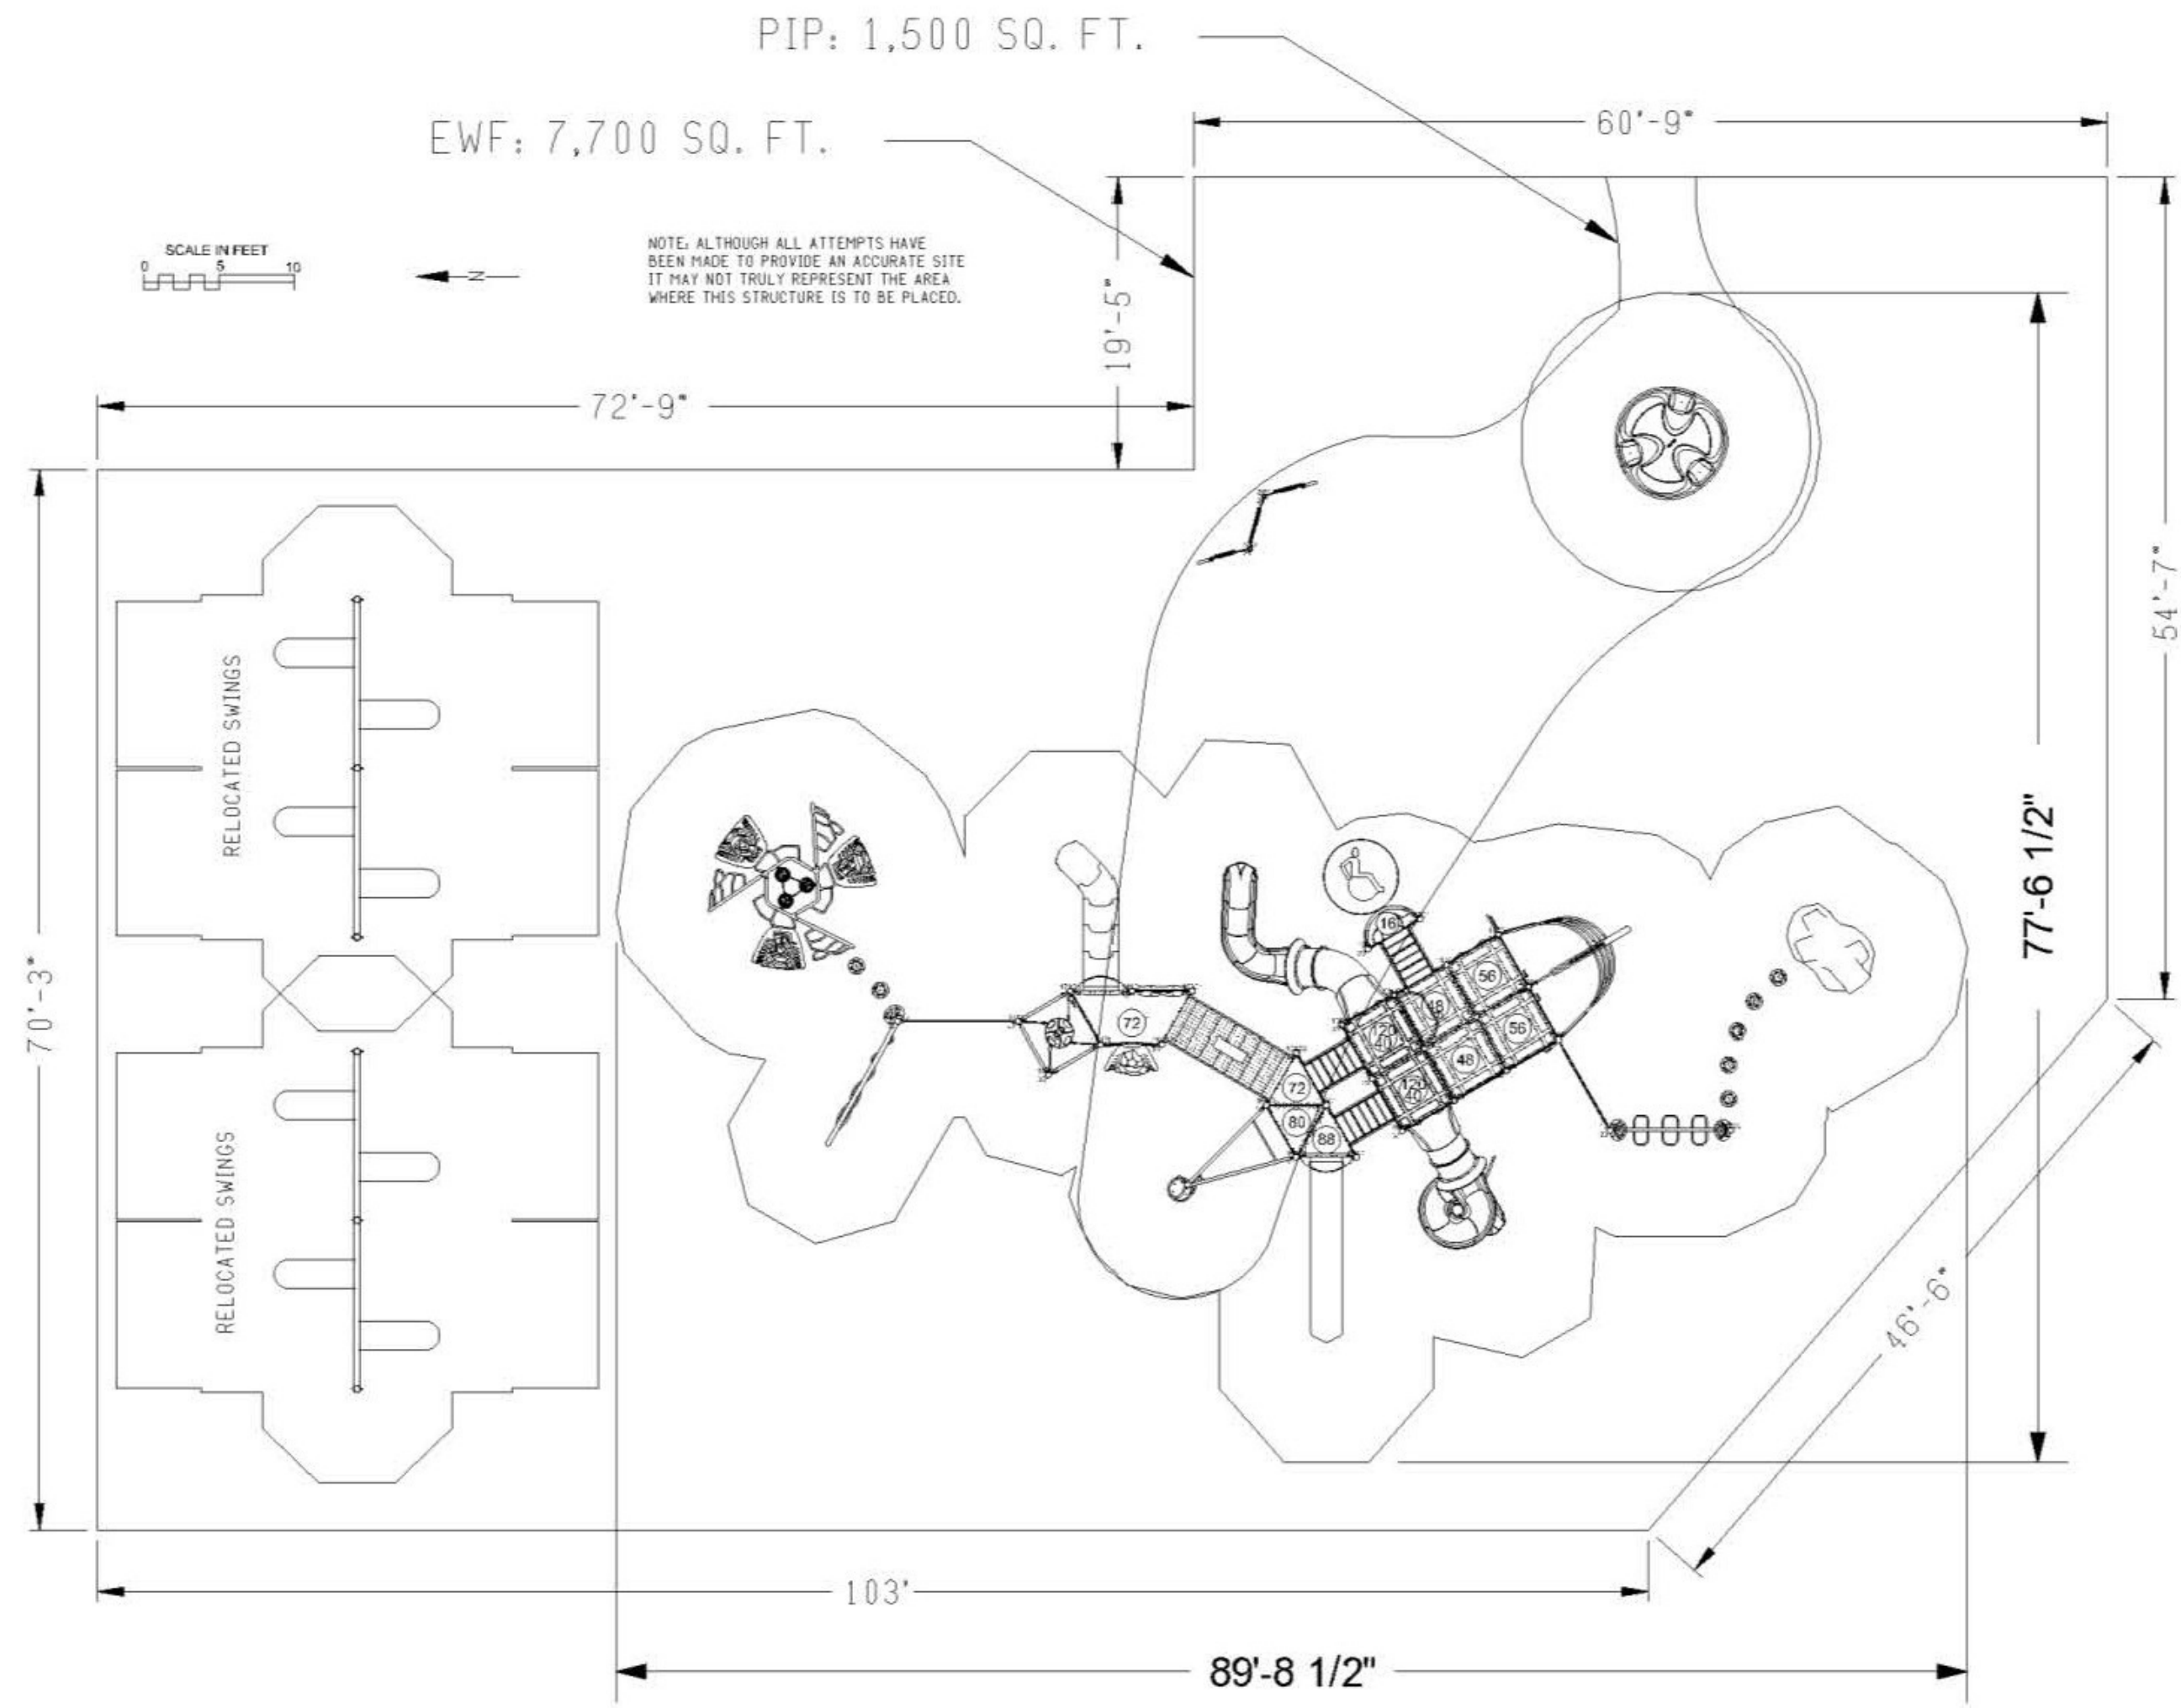 PIP: 1,500 SQ. FT.
EWF: 7,700 SQ. FT.
60'-9"
SCALE IN FEET
0 5 10
N
NOTE: ALTHOUGH ALL ATTEMPTS HAVE
BEEN MADE TO PROVIDE AN ACCURATE SITE
IT MAY NOT TRULY REPRESENT THE AREA
WHERE THIS STRUCTURE IS TO BE PLACED.
19'-5"
72'-9"
54'-7"
RELOCATED SWINGS
77'-6 1/2"
70'-3"
16
56
48
72
120
40
56
48
72
120
40
80
88
RELOCATED SWINGS
46'-6"
103'
89'-8 1/2"